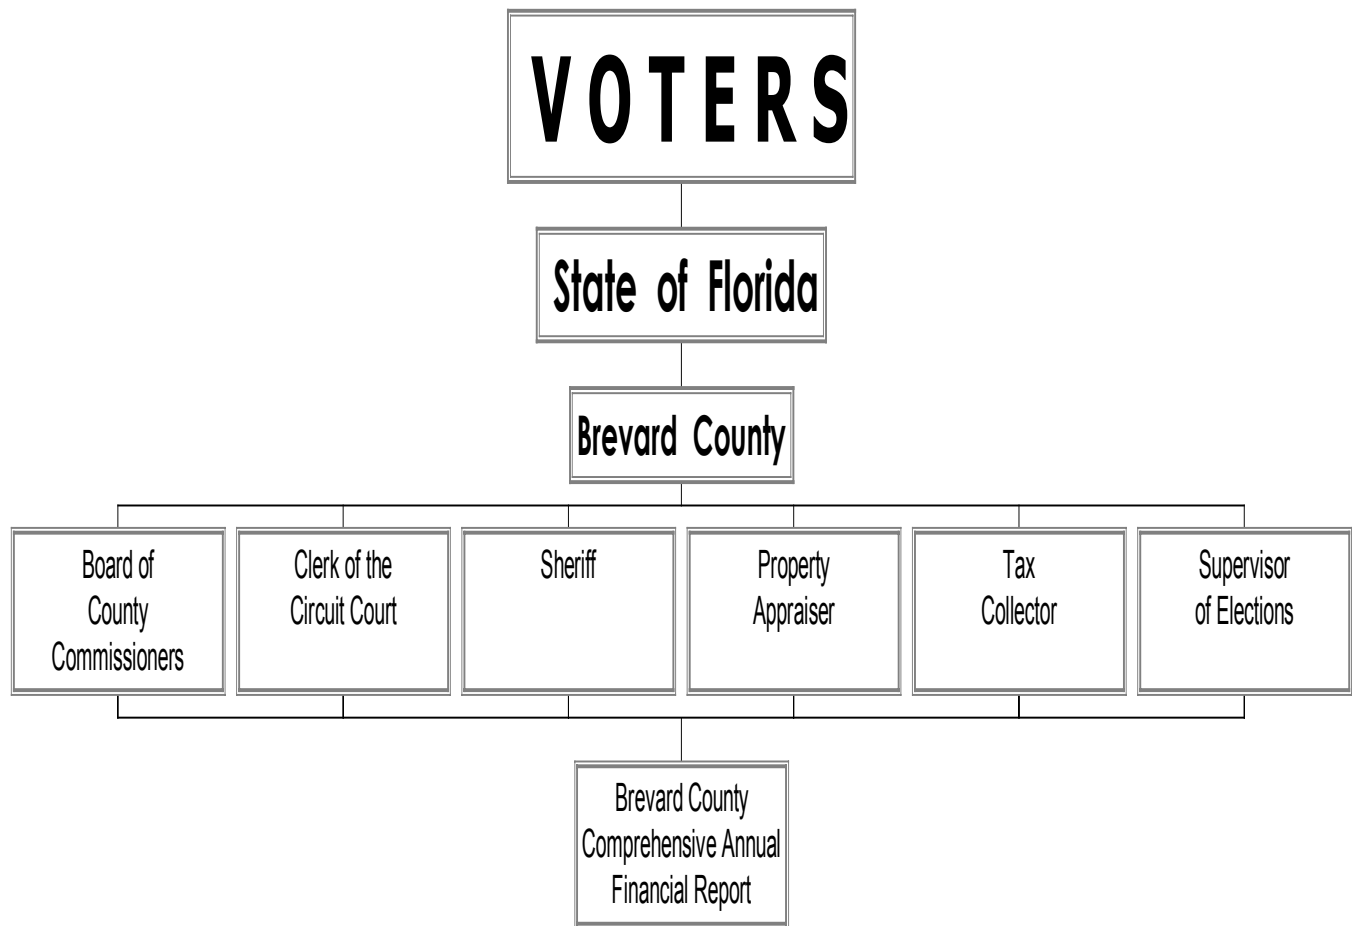 VOTERS
State of Florida
Brevard County
Board of
County
Commissioners
Clerk of the
Circuit Court
Sheriff
Property
Appraiser
Tax
Collector
Supervisor
of Elections
Brevard County
Comprehensive Annual
Financial Report